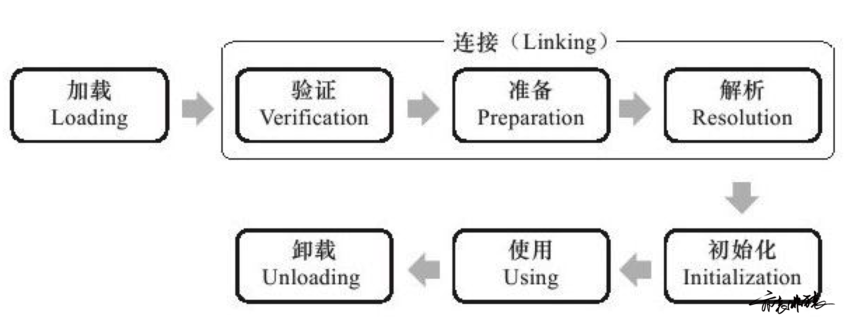 连接（Linking）
加载
Loading
验证
Verification
准备
Preparation
解析
Resolution
卸载
Unloading
使用
Using
初始化
Initialization